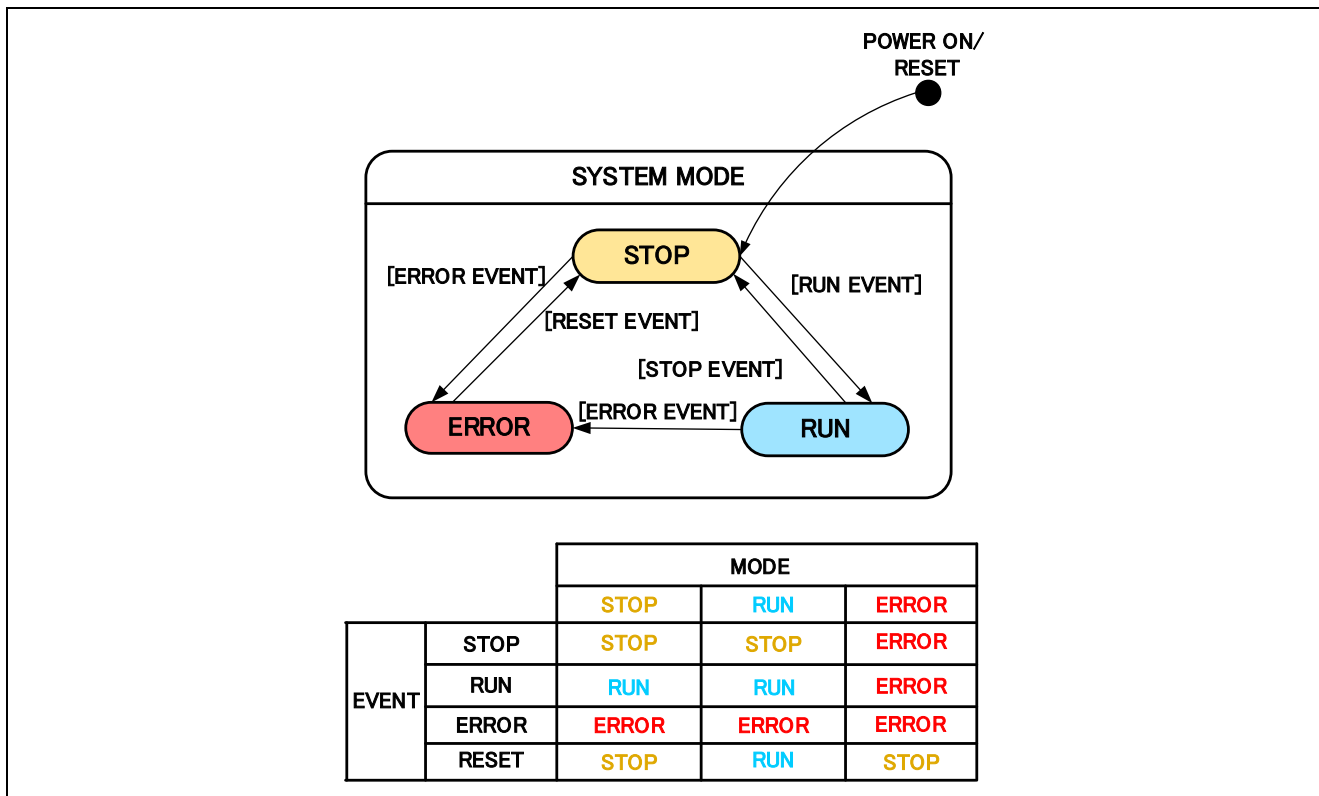 POWER ON/
RESET
SYSTEM MODE
STOP
[ERROR EVENT]
[RUN EVENT]
[RESET EVENT]
[STOP EVENT]
[ERROR EVENT]
ERROR
RUN
MODE
STOP RUN ERROR
EVENT
STOP STOP STOP ERROR
RUN RUN RUN ERROR
ERROR ERROR ERROR ERROR
RESET STOP RUN STOP